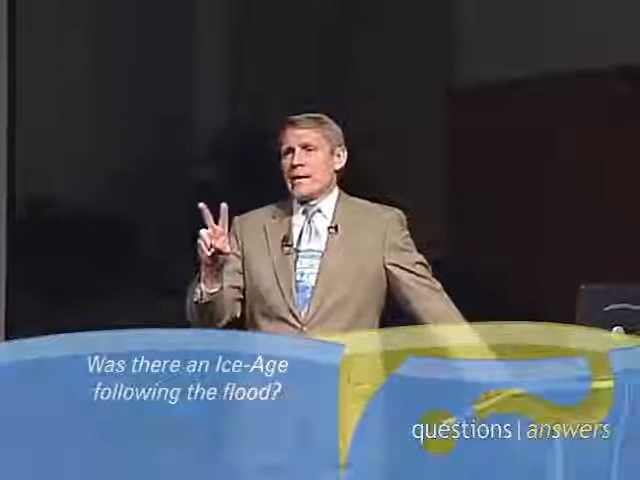 Was there an Ice-Age
following the flood?
questions | answers